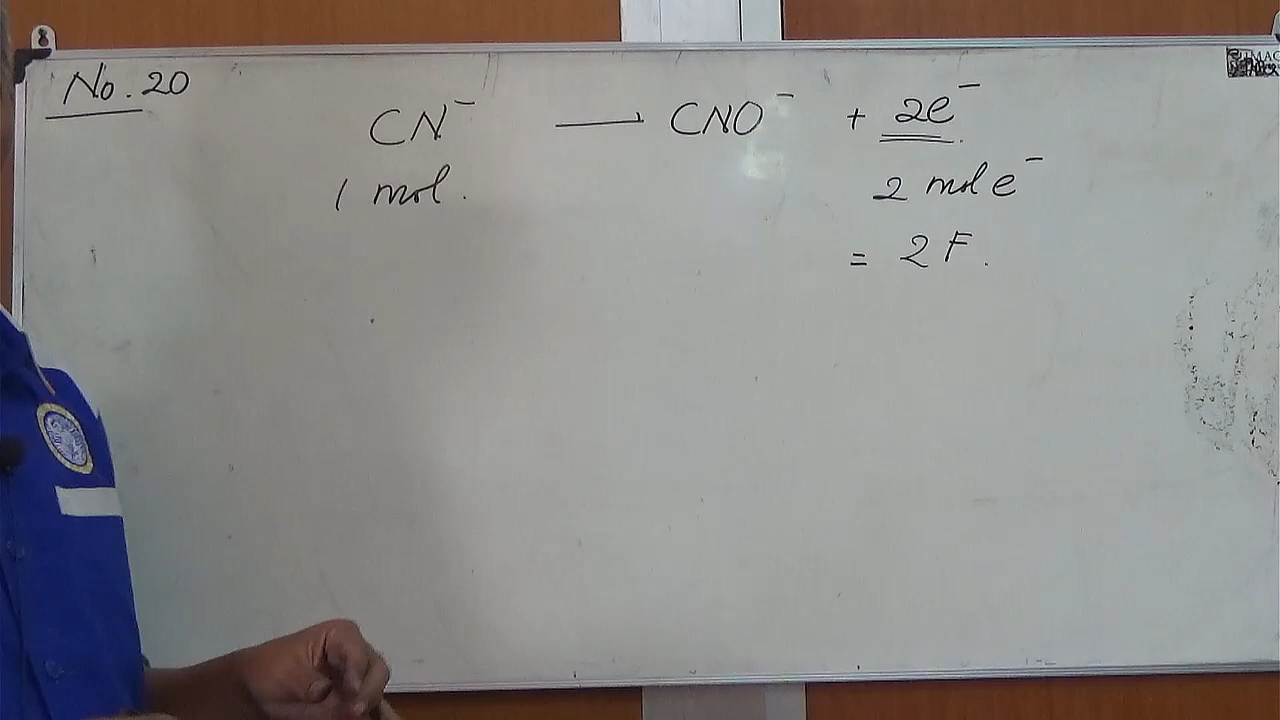 No. 20
CN⁻ → CNO⁻ + 2e⁻
1 mol. 2 mol e⁻
= 2 F.